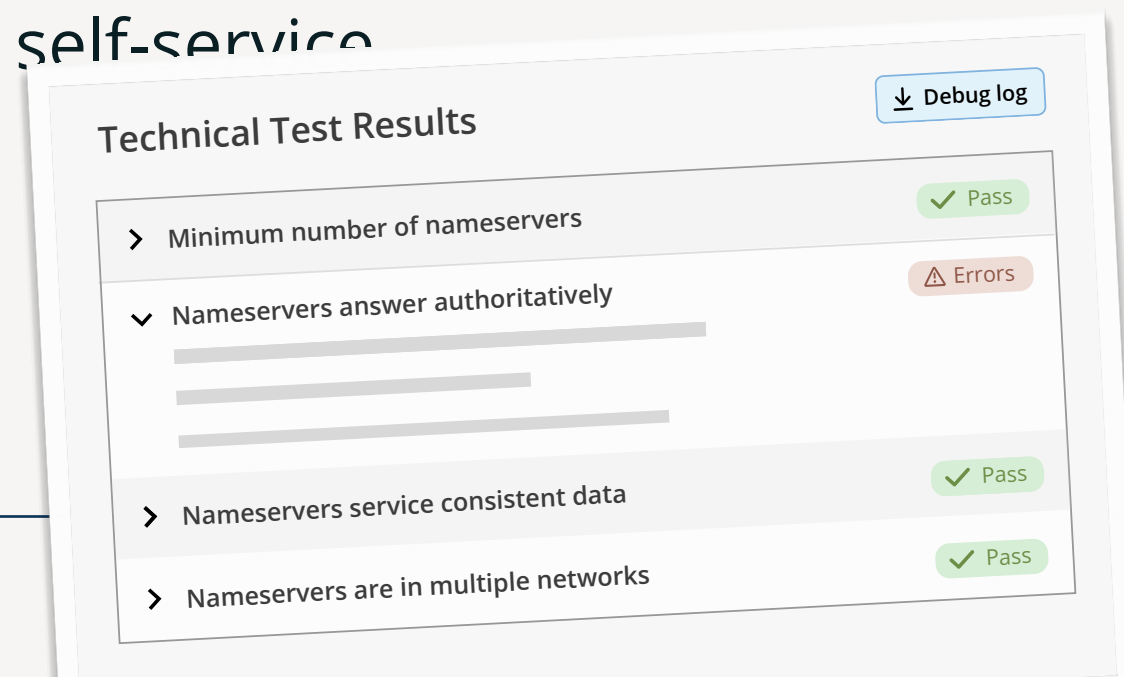 self-service
Technical Test Results
Debug log
Minimum number of nameservers
Pass
Nameservers answer authoritatively
Errors
Nameservers service consistent data
Pass
Nameservers are in multiple networks
Pass